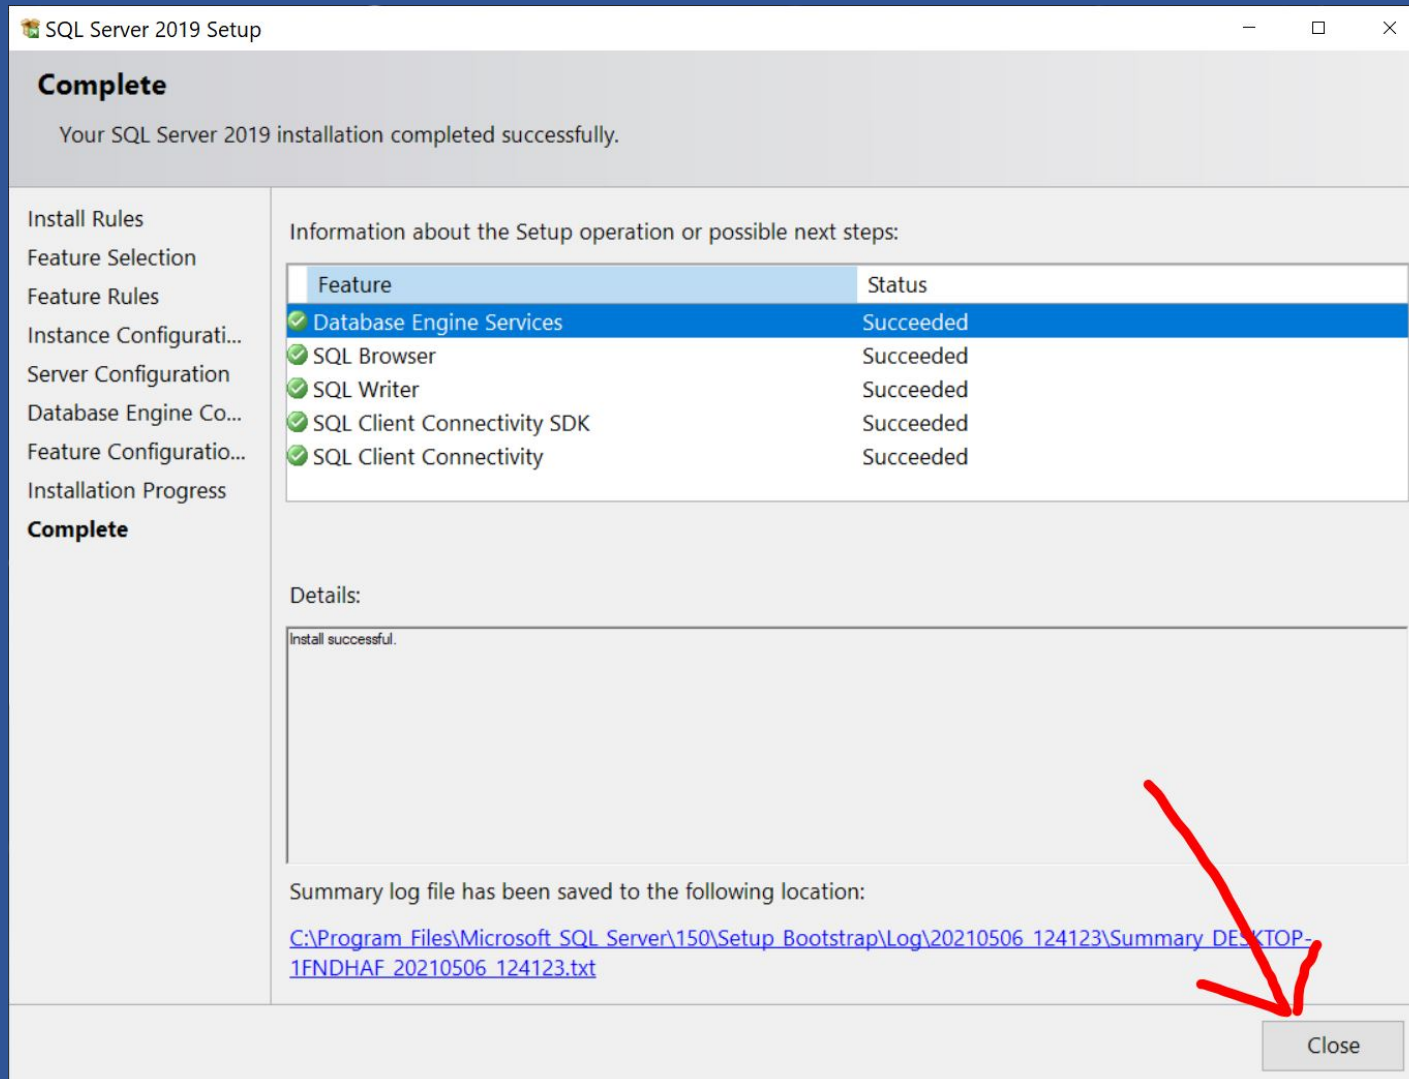 SQL Server 2019 Setup
Complete
Your SQL Server 2019 installation completed successfully.
Install Rules
Feature Selection
Feature Rules
Instance Configurati...
Server Configuration
Database Engine Co...
Feature Configuratio...
Installation Progress
Complete
Information about the Setup operation or possible next steps:
Feature Status
Database Engine Services Succeeded
SQL Browser Succeeded
SQL Writer Succeeded
SQL Client Connectivity SDK Succeeded
SQL Client Connectivity Succeeded
Details:
Install successful.
Summary log file has been saved to the following location:
C:\Program Files\Microsoft SQL Server\150\Setup Bootstrap\Log\20210506_124123\Summary_DESKTOP-
1FNDHAF_20210506_124123.txt
Close